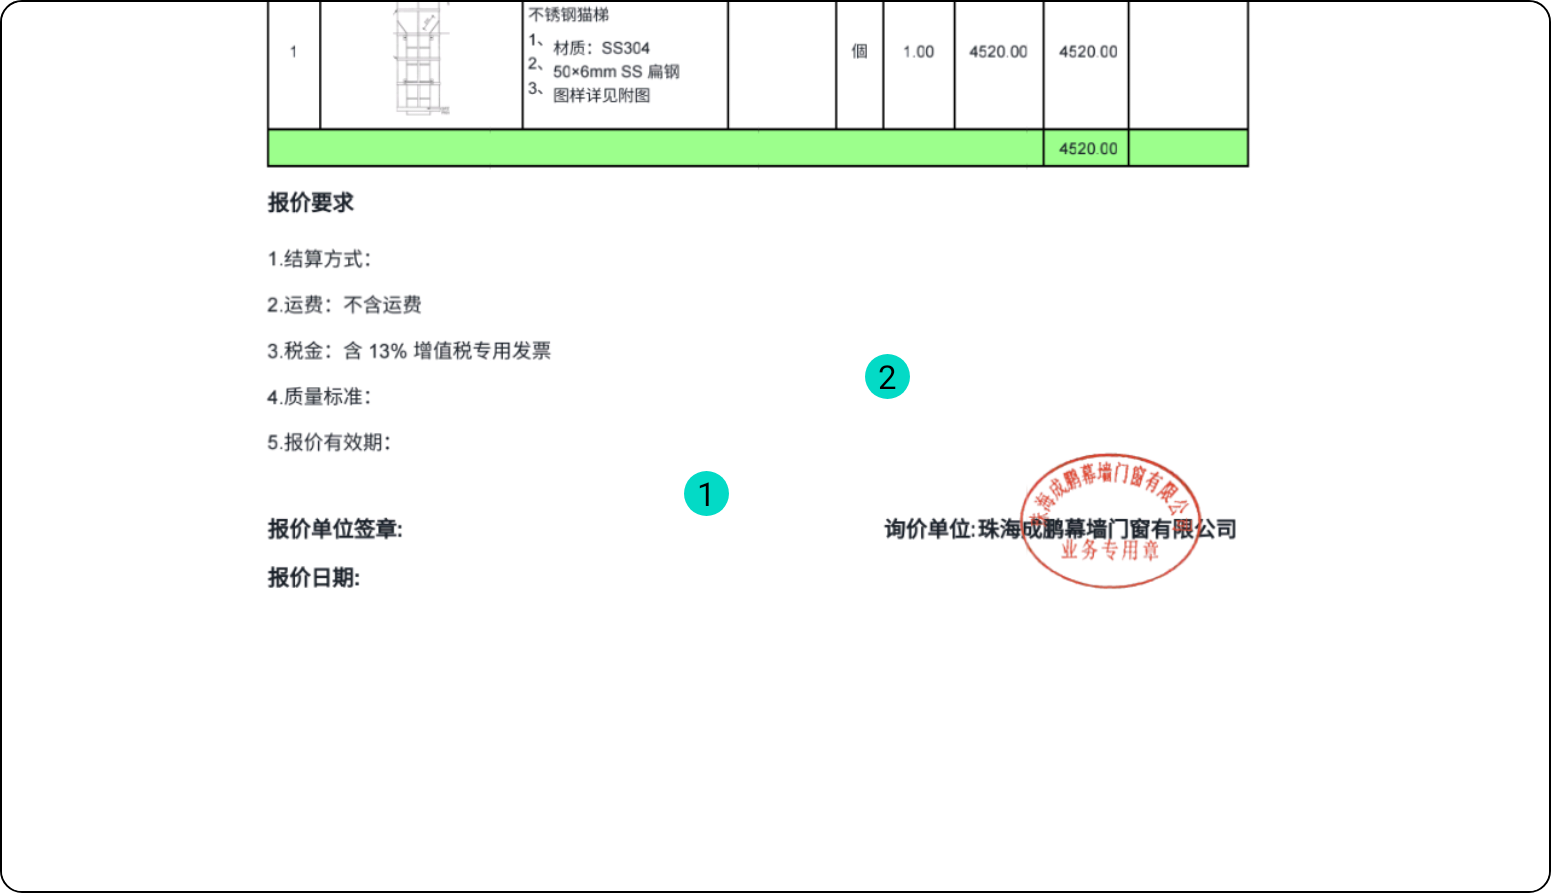 不锈钢猫梯
1 1、材质：SS304 個 1.00 4520.00 4520.00
2、50×6mm SS 扁钢
3、图样详见附图
4520.00
报价要求
1.结算方式：
2.运费：不含运费
3.税金：含 13% 增值税专用发票
2
4.质量标准：
5.报价有效期：
1
珠海成鹏幕墙门窗有限公司
报价单位签章: 询价单位:珠海成鹏幕墙门窗有限公司
业务专用章
报价日期: